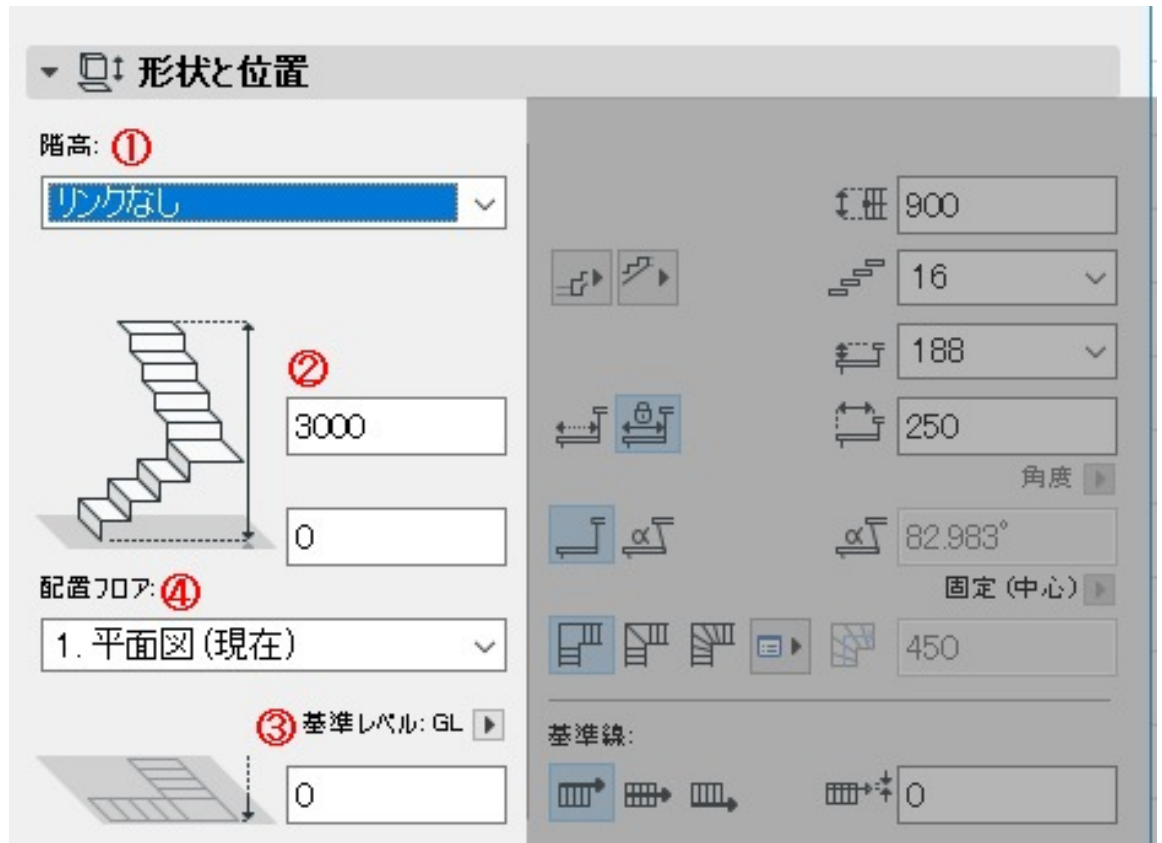 形状と位置
階高: ①
リンクなし
900
16
188
②
3000
250
角度
0
α
α
82.983°
配置フロア: ④
固定 (中心)
1. 平面図 (現在)
450
③ 基準レベル: GL
基準線:
0
0